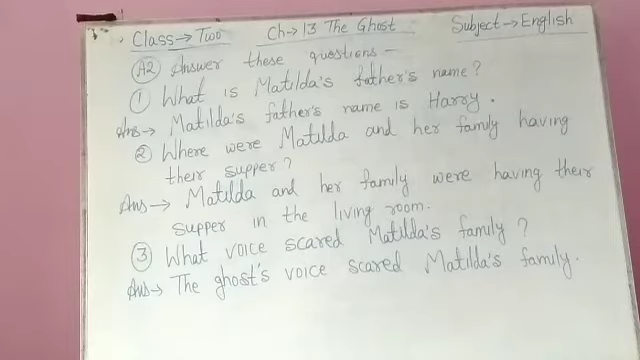 Class → Two Ch → 13 The Ghost Subject → English
(A2) Answer these questions —
(1) What is Matilda's father's name?
Ans → Matilda's father's name is Harry.
(2) Where were Matilda and her family having
their supper?
Ans → Matilda and her family were having their
supper in the living room.
(3) What voice scared Matilda's family?
Ans → The ghost's voice scared Matilda's family.